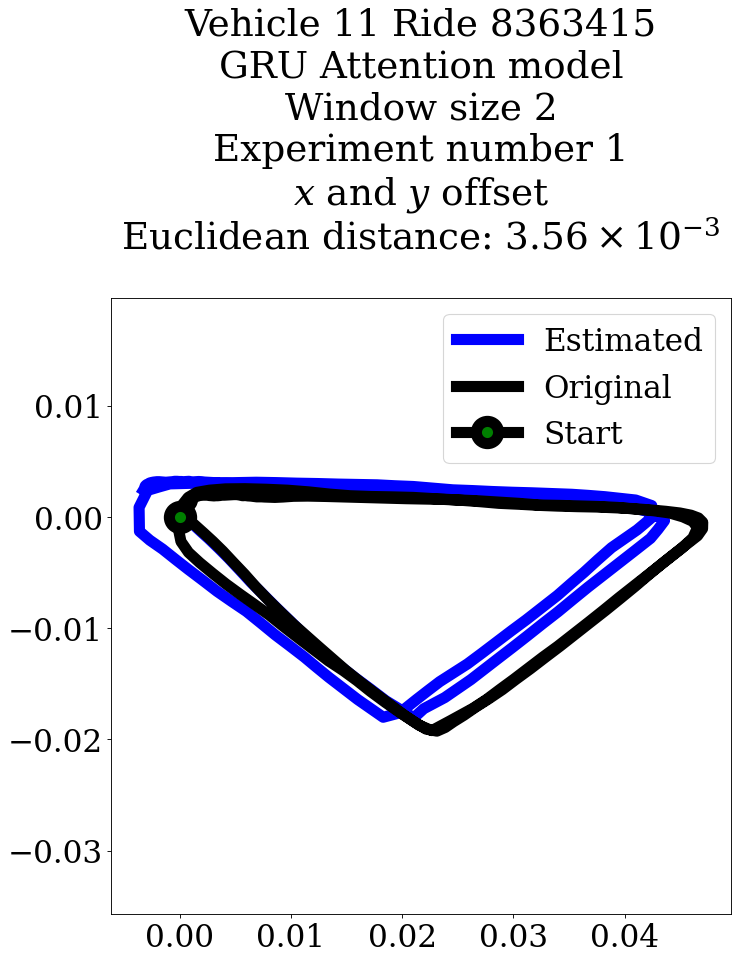 Vehicle 11 Ride 8363415
GRU Attention model
Window size 2
Experiment number 1
x and y offset
Euclidean distance: 3.56 × 10⁻³
Estimated
Original
Start
0.01
0.00
−0.01
−0.02
−0.03
0.00 0.01 0.02 0.03 0.04